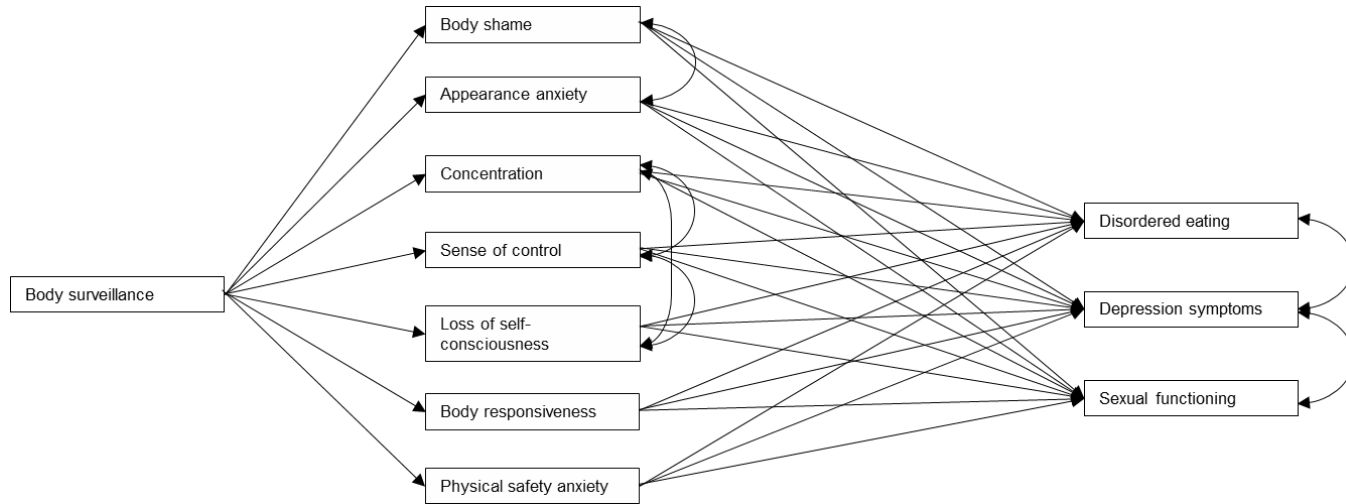 Body shame
Appearance anxiety
Concentration
Sense of control
Loss of self-
consciousness
Body responsiveness
Physical safety anxiety
Body surveillance
Disordered eating
Depression symptoms
Sexual functioning